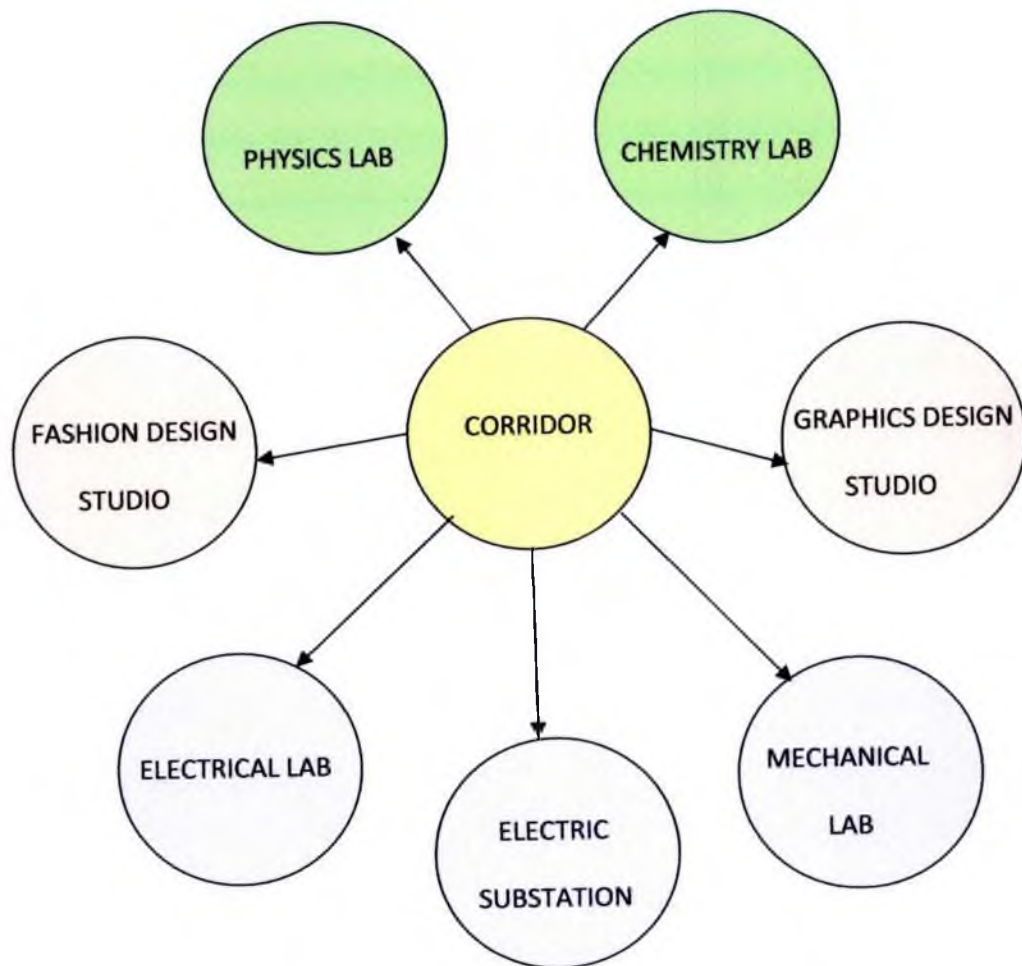 PHYSICS LAB
CHEMISTRY LAB
CORRIDOR
FASHION DESIGN
STUDIO
GRAPHICS DESIGN
STUDIO
ELECTRICAL LAB
MECHANICAL
LAB
ELECTRIC
SUBSTATION